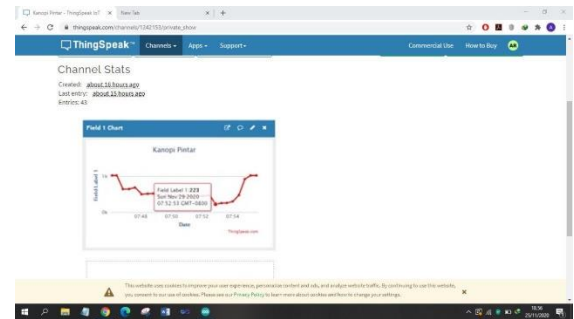 Kanopi Pintar - ThingSpeak IoT
New Tab
thingspeak.com/channels/1242153/private_show
ThingSpeak™
Channels
Apps
Support
Commercial Use
How to Buy
AR
Channel Stats
Created: about 16 hours ago
Last entry: about 15 hours ago
Entries: 43
Field 1 Chart
Kanopi Pintar
Field Label 1
1k
0k
Field Label 1: 223
Sun Nov 29 2020
07:52:53 GMT-0800
07:48
07:50
07:52
07:54
Date
ThingSpeak.com
This website uses cookies to improve your user experience, personalize content and ads, and analyze website traffic. By continuing to use this website,
you consent to our use of cookies. Please see our Privacy Policy to learn more about cookies and how to change your settings.